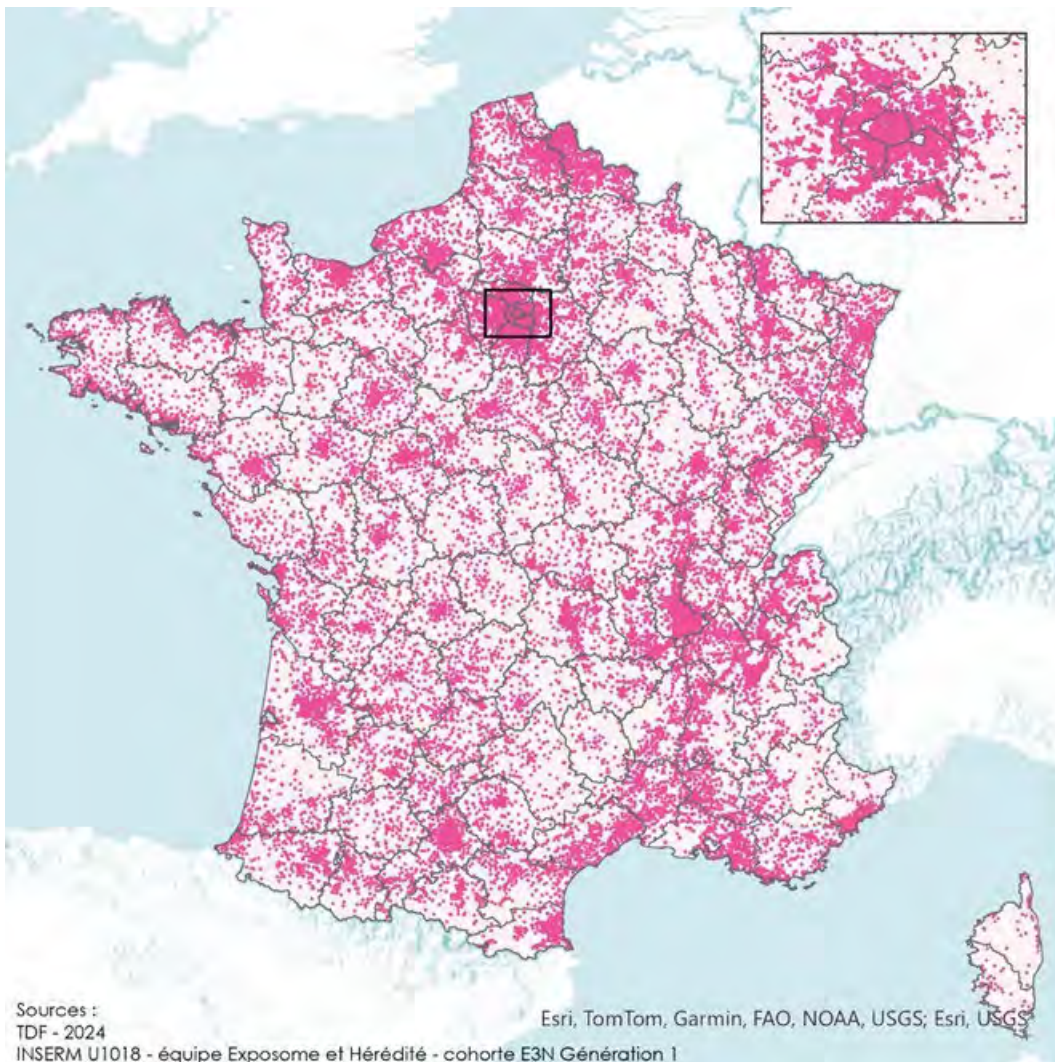 Sources :
TDF - 2024
Esri, TomTom, Garmin, FAO, NOAA, USGS; Esri, USGS
INSERM U1018 - équipe Exposome et Hérédité - cohorte E3N Génération 1